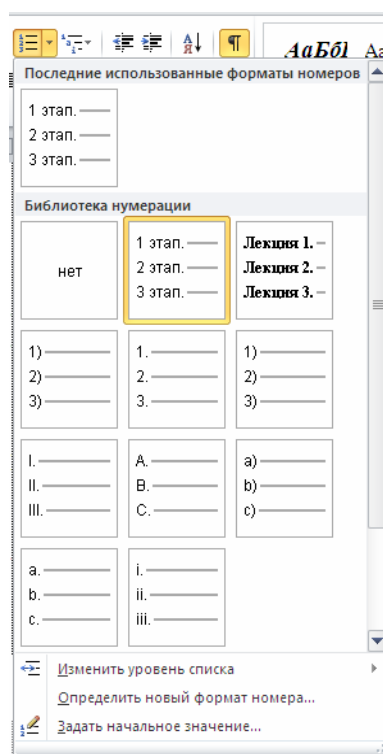 АаБбІ Аа
Последние использованные форматы номеров
1 этап.
2 этап.
3 этап.
Библиотека нумерации
нет
1 этап.
2 этап.
3 этап.
Лекция 1.
Лекция 2.
Лекция 3.
1)
2)
3)
1.
2.
3.
1)
2)
3)
I.
II.
III.
A.
B.
C.
a)
b)
c)
a.
b.
c.
i.
ii.
iii.
Изменить уровень списка
Определить новый формат номера...
Задать начальное значение...